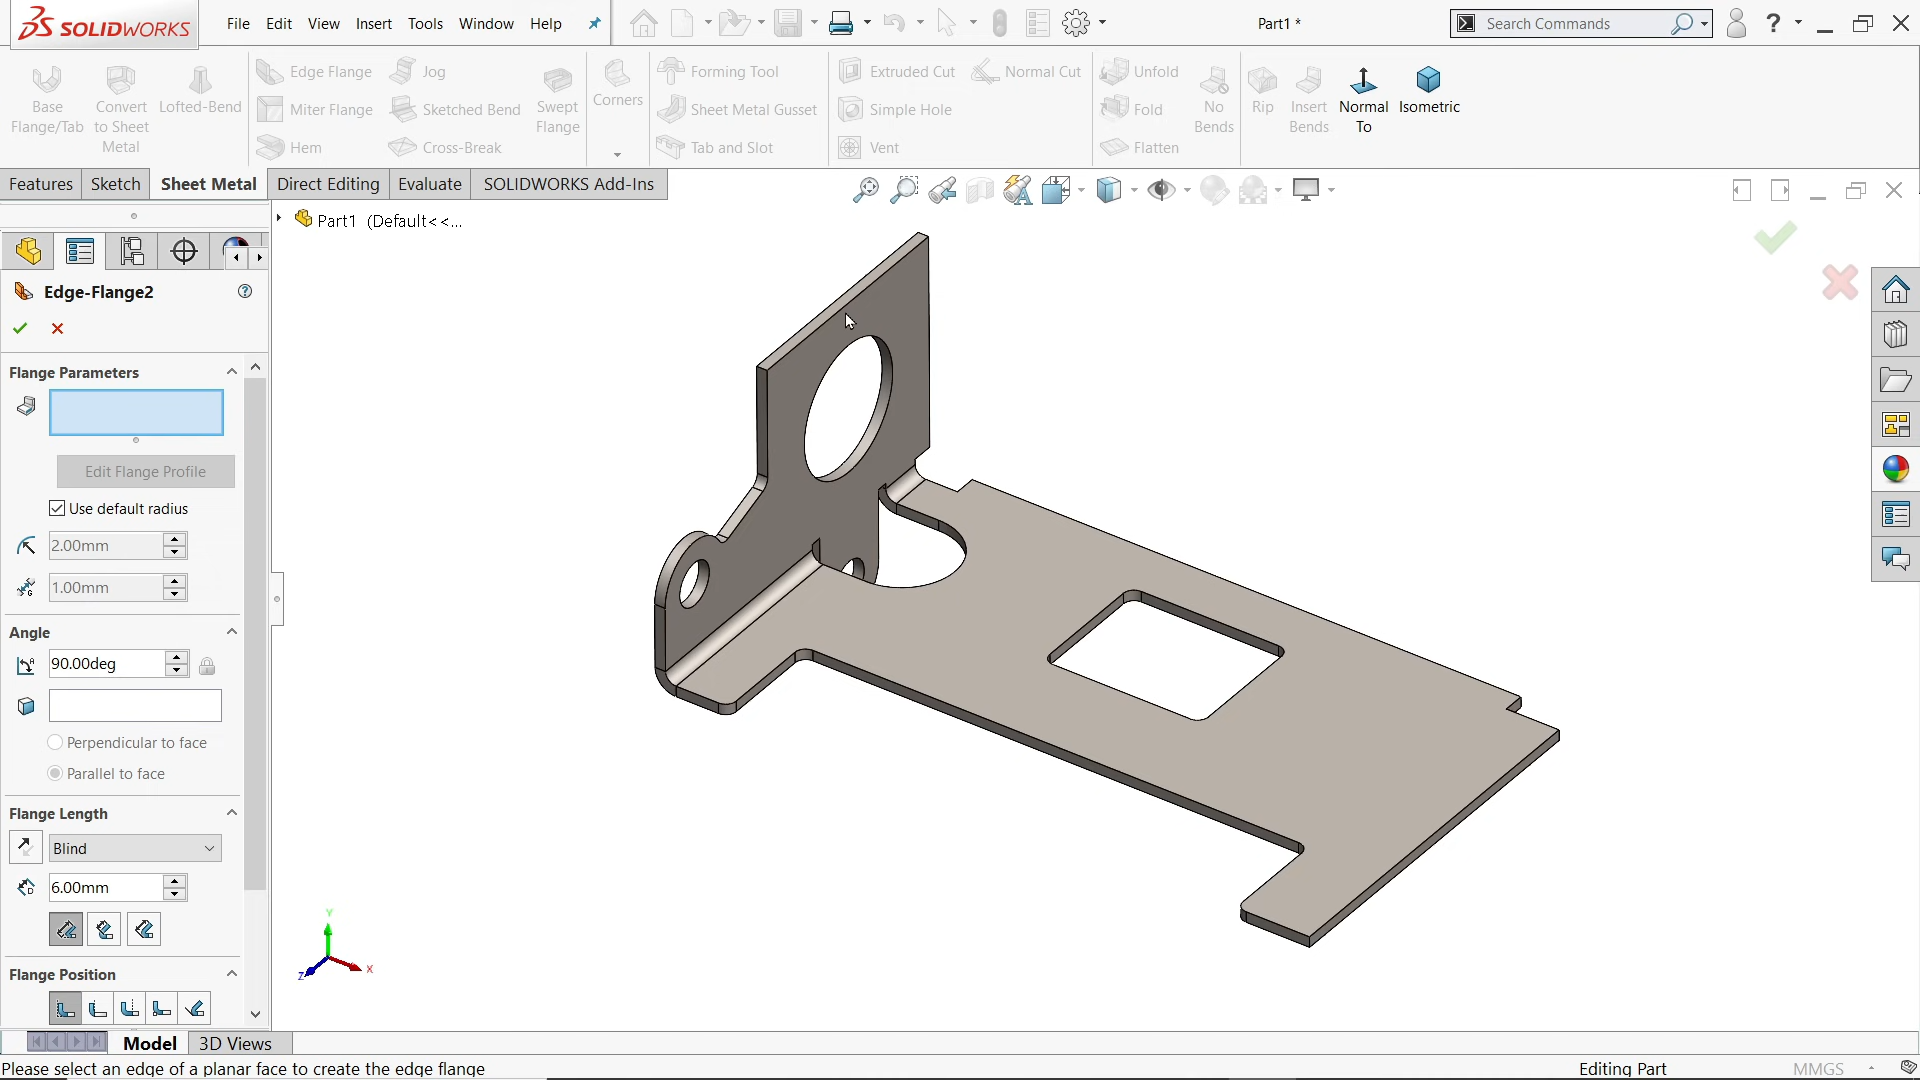 SOLIDWORKS
File Edit View Insert Tools Window Help
Part1 *
Search Commands
?
Base Flange/Tab
Convert to Sheet Metal
Lofted-Bend
Edge Flange
Miter Flange
Hem
Jog
Sketched Bend
Cross-Break
Swept Flange
Corners
Forming Tool
Sheet Metal Gusset
Tab and Slot
Extruded Cut
Simple Hole
Vent
Normal Cut
Unfold
Fold
Flatten
No Bends
Rip
Insert Bends
Normal To
Isometric
Features Sketch Sheet Metal Direct Editing Evaluate SOLIDWORKS Add-Ins
Part1 (Default<<...
Edge-Flange2
Flange Parameters
Edit Flange Profile
Use default radius
2.00mm
1.00mm
Angle
90.00deg
Perpendicular to face
Parallel to face
Flange Length
Blind
6.00mm
Flange Position
Y
Z
X
Model 3D Views
Please select an edge of a planar face to create the edge flange
Editing Part
MMGS